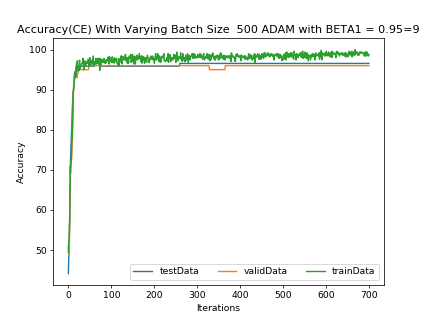 Accuracy(CE) With Varying Batch Size  500 ADAM with BETA1 = 0.95=9
100
90
80
70
60
50
Accuracy
0 100 200 300 400 500 600 700
Iterations
testData validData trainData